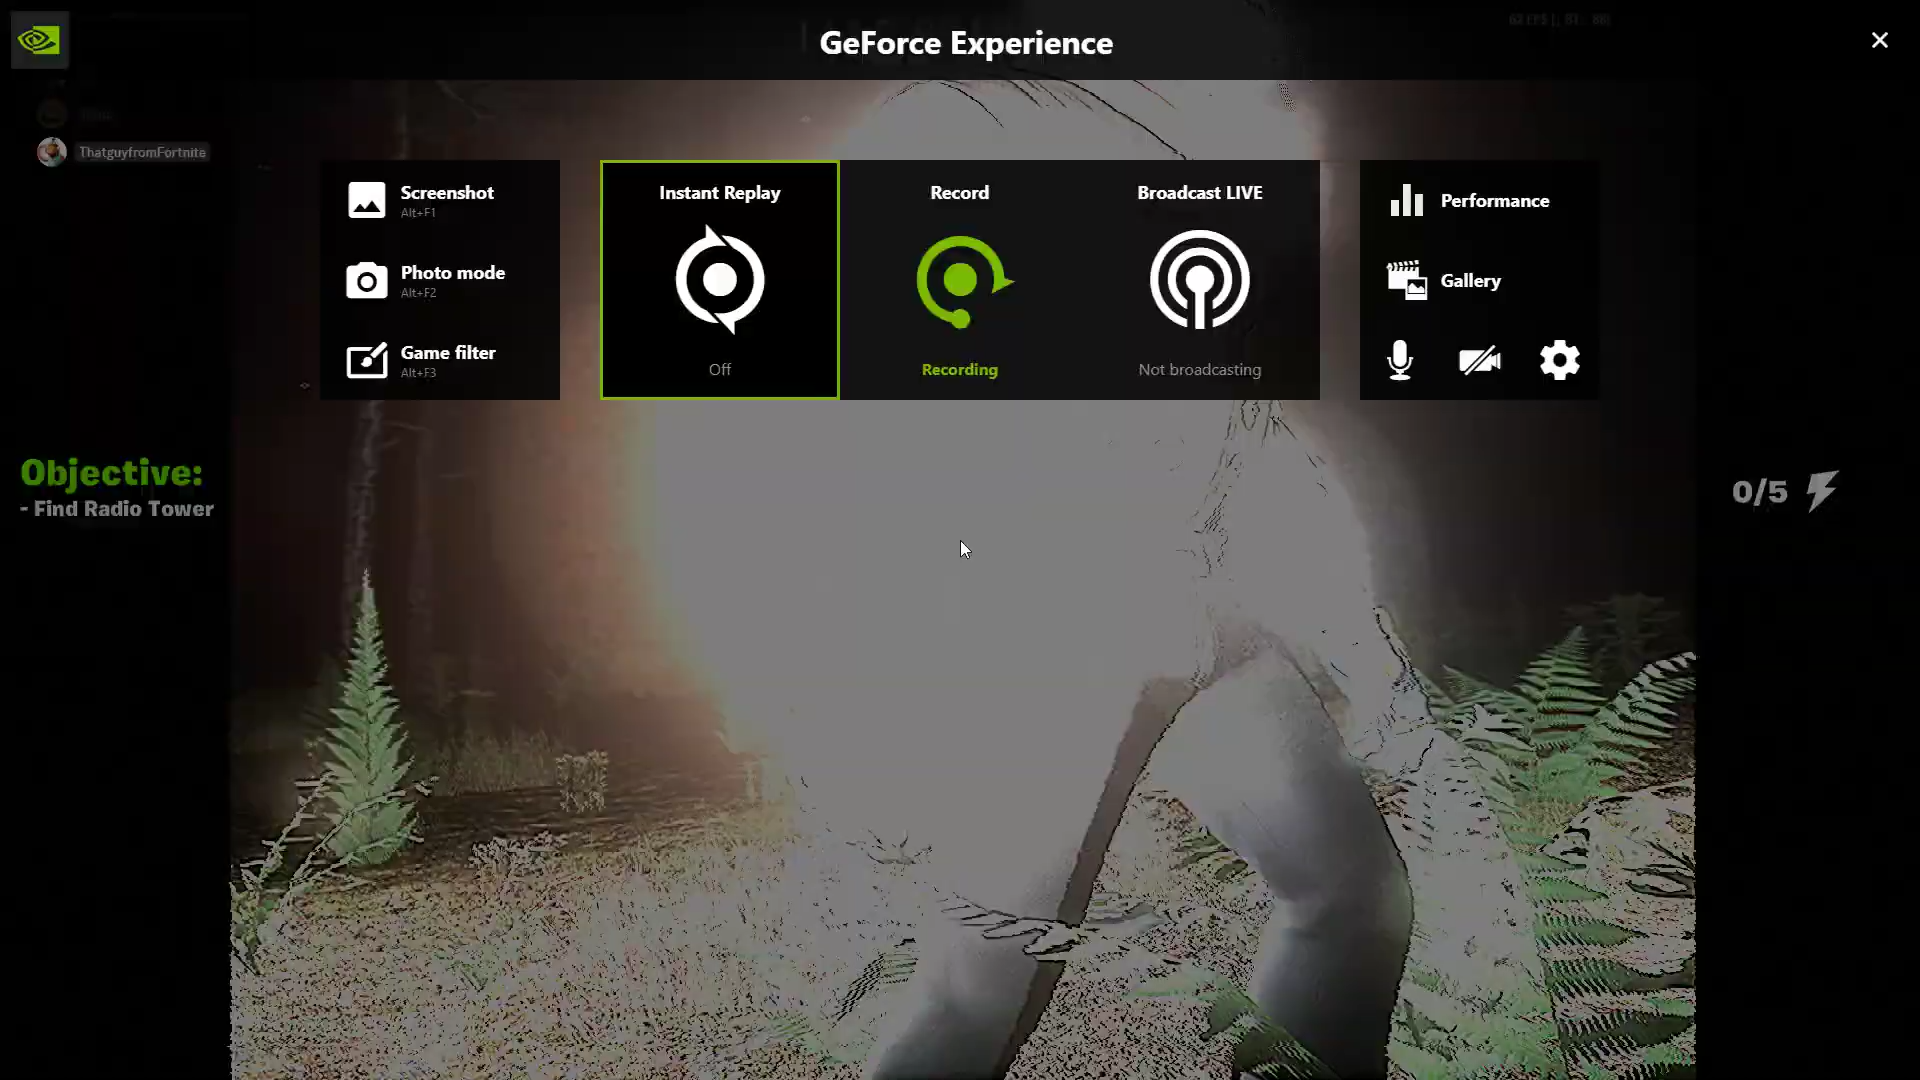 GeForce Experience
ThatguyfromFortnite
Screenshot
Alt+F1
Photo mode
Alt+F2
Game filter
Alt+F3
Instant Replay
Off
Record
Recording
Broadcast LIVE
Not broadcasting
Performance
Gallery
Objective:
- Find Radio Tower
0/5